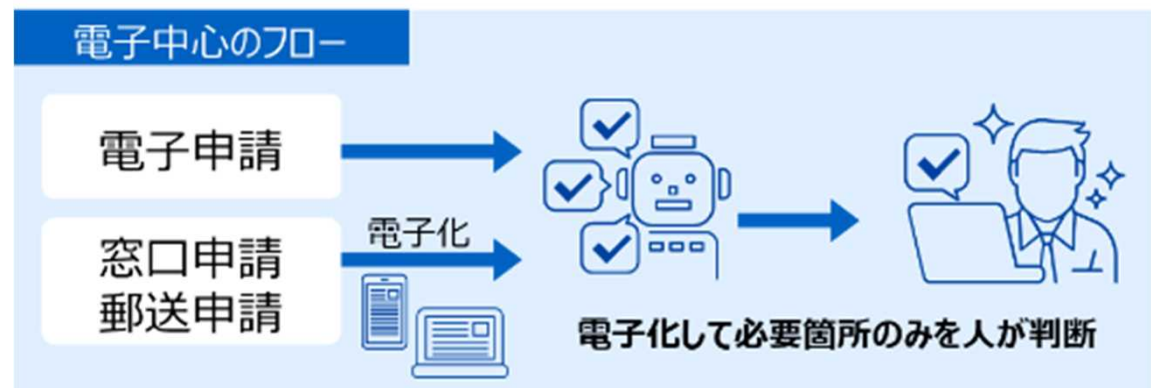 電子中心のフロー
電子申請
電子化
窓口申請
郵送申請
電子化して必要箇所のみを人が判断